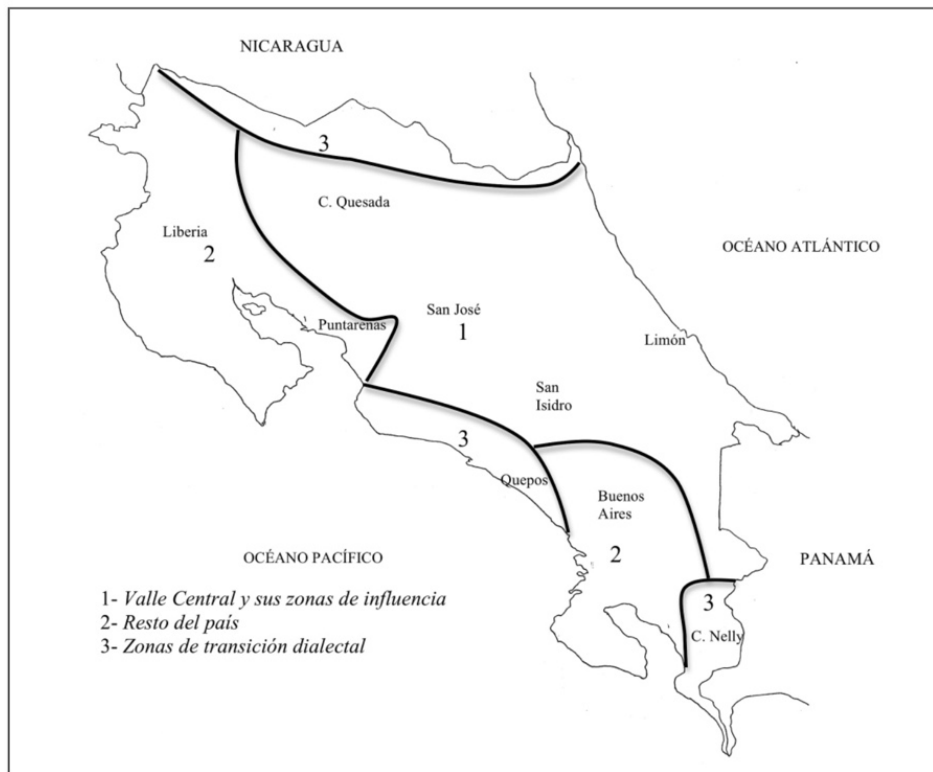 NICARAGUA
3
C. Quesada
Liberia
2
OCÉANO ATLÁNTICO
San José
1
Puntarenas
Limón
San
Isidro
3
Quepos
Buenos
Aires
2
OCÉANO PACÍFICO
PANAMÁ
3
C. Nelly
1- Valle Central y sus zonas de influencia
2- Resto del país
3- Zonas de transición dialectal